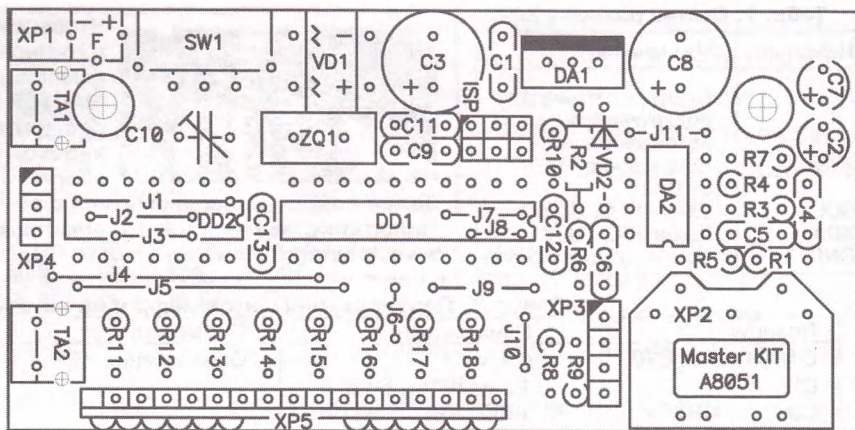 XP1
SW1
VD1
C3
C1
DA1
C8
TA1
C10
ZQ1
C11
C9
ISP
R10
R2
VD2
J11
C7
C2
DA2
R7
R4
R3
C4
C5
R5
R1
J1
J2
J3
DD2
C13
DD1
J7
J8
C12
R6
XP4
J4
J5
J6
J9
J10
XP3
TA2
R11
R12
R13
R14
R15
R16
R17
R18
R8
R9
XP2
Master KIT
A8051
XP5